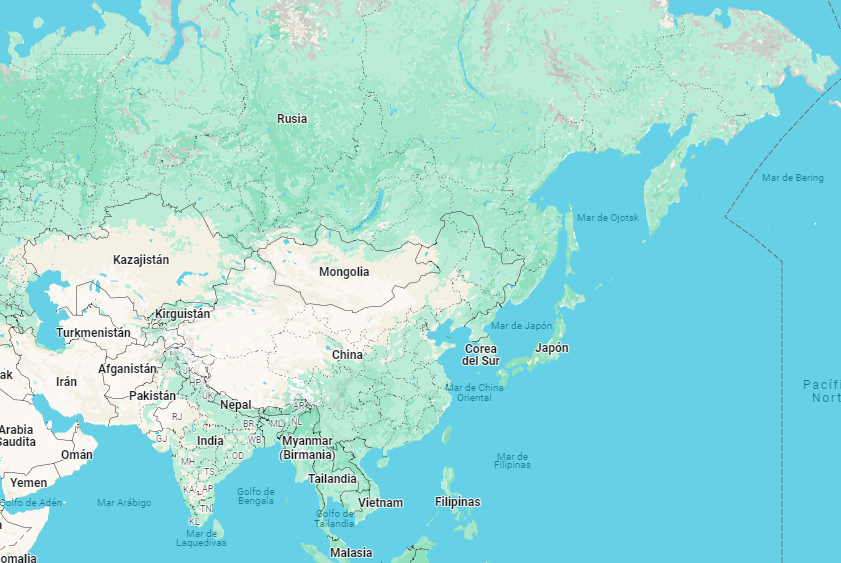 Rusia
Mar de Bering
Mar de Ojotsk
Kazajistán
Mongolia
Kirguistán
Mar de Japón
Turkmenistán
Corea
del Sur
Japón
China
Afganistán
JK
HP
ak
Irán
Pacífi
Nort
Mar de China
Oriental
Pakistán
UK
Nepal
AR
RJ
BR
ML
NL
Arabia
Saudita
GJ
India
WB
Myanmar
(Birmania)
Omán
OD
MH
Mar de
Filipinas
TS
Yemen
Tailandia
KA
AP
Golfo de
Bengala
Golfo de Adén
Mar Arábigo
Vietnam
Filipinas
TN
Golfo de
Tailandia
KL
Mar de
Laquedivas
Malasia
omalia